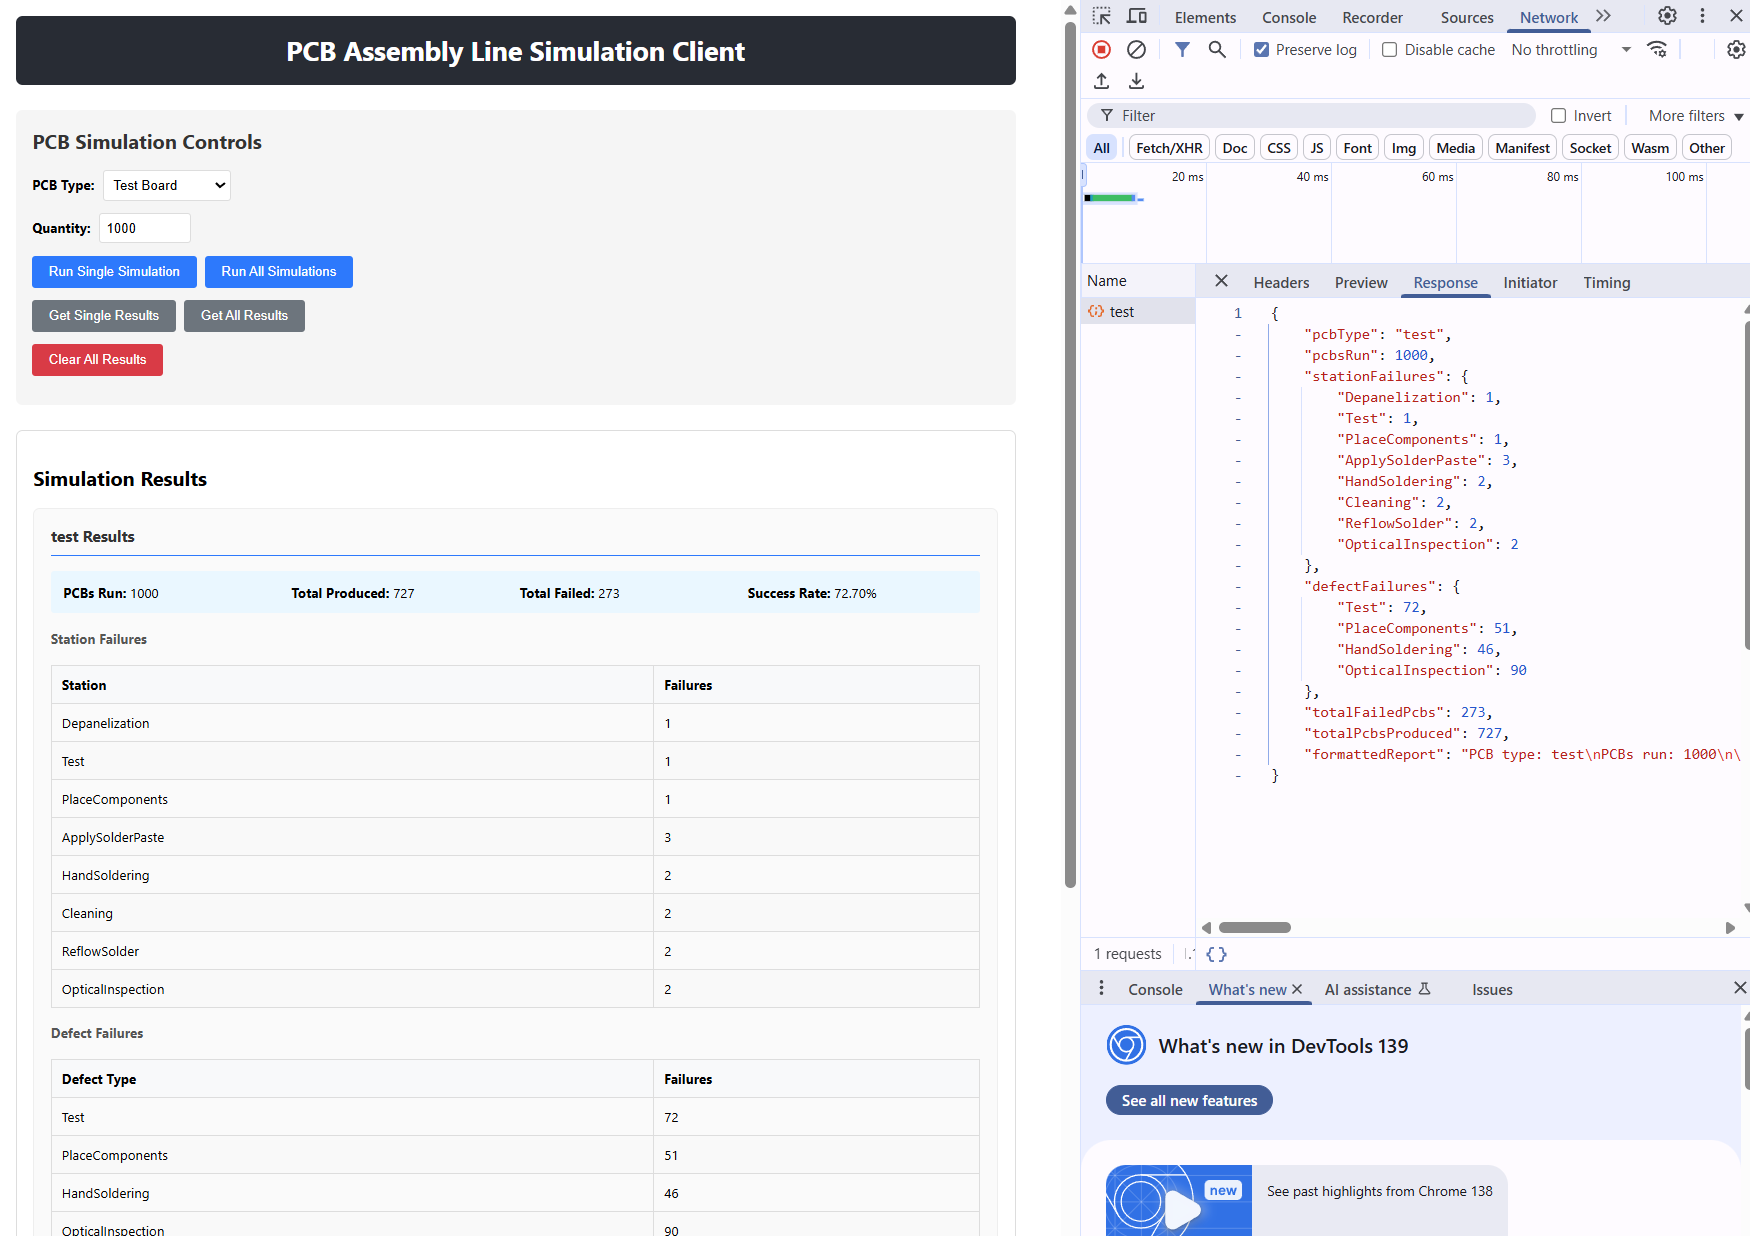 PCB Assembly Line Simulation Client
PCB Simulation Controls
PCB Type: Test Board
Quantity: 1000
Run Single Simulation Run All Simulations
Get Single Results Get All Results
Clear All Results
Simulation Results
test Results
PCBs Run: 1000 Total Produced: 727 Total Failed: 273 Success Rate: 72.70%
Station Failures
Station Failures
Depanelization 1
Test 1
PlaceComponents 1
ApplySolderPaste 3
HandSoldering 2
Cleaning 2
ReflowSolder 2
OpticalInspection 2
Defect Failures
Defect Type Failures
Test 72
PlaceComponents 51
HandSoldering 46
OpticalInspection 90
Elements Console Recorder Sources Network
Preserve log Disable cache No throttling
Filter Invert More filters
All Fetch/XHR Doc CSS JS Font Img Media Manifest Socket Wasm Other
20 ms 40 ms 60 ms 80 ms 100 ms
Name Headers Preview Response Initiator Timing
test
1 {
- "pcbType": "test",
- "pcbsRun": 1000,
- "stationFailures": {
- "Depanelization": 1,
- "Test": 1,
- "PlaceComponents": 1,
- "ApplySolderPaste": 3,
- "HandSoldering": 2,
- "Cleaning": 2,
- "ReflowSolder": 2,
- "OpticalInspection": 2
- },
- "defectFailures": {
- "Test": 72,
- "PlaceComponents": 51,
- "HandSoldering": 46,
- "OpticalInspection": 90
- },
- "totalFailedPcbs": 273,
- "totalPcbsProduced": 727,
- "formattedReport": "PCB type: test\nPCBs run: 1000\n\
- }
1 requests
Console What's new AI assistance Issues
What's new in DevTools 139
See all new features
new See past highlights from Chrome 138